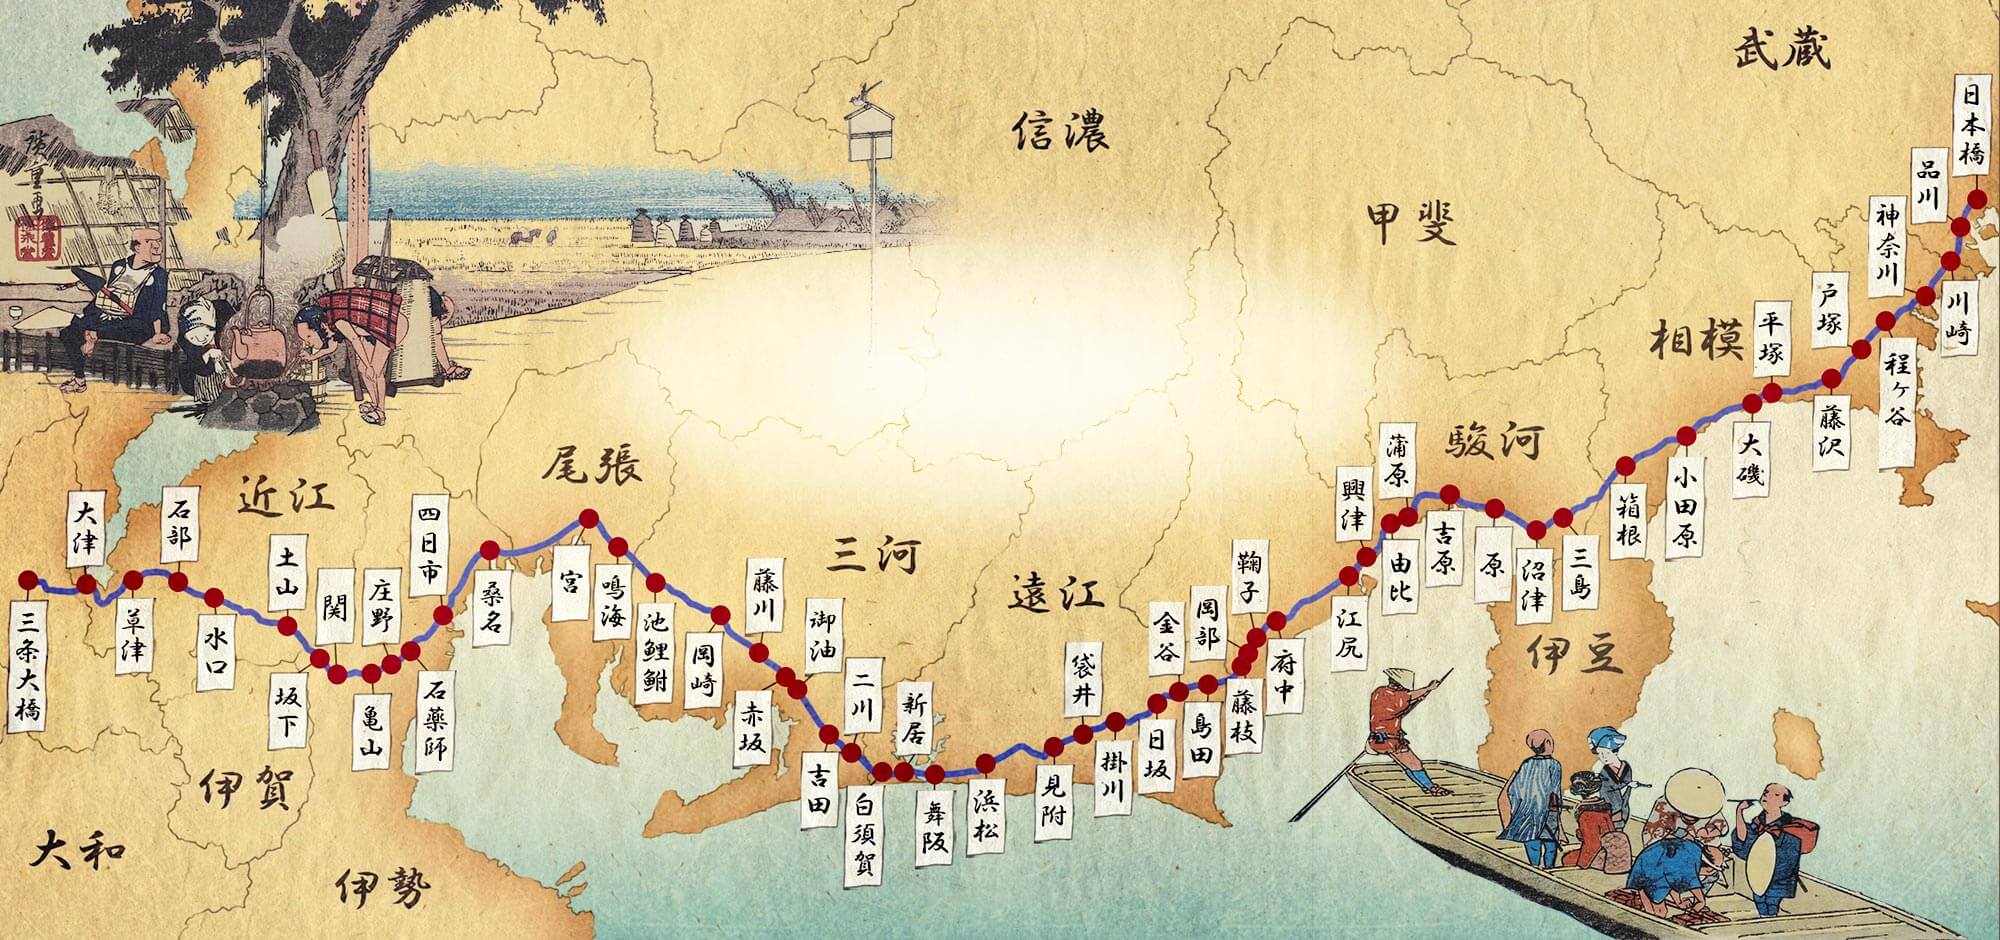 武蔵
信濃
甲斐
相模
駿河
伊豆
遠江
三河
尾張
近江
伊賀
大和
伊勢
日本橋
品川
川崎
神奈川
程ヶ谷
戸塚
藤沢
平塚
大磯
小田原
箱根
三島
沼津
原
吉原
蒲原
由比
興津
江尻
府中
鞠子
岡部
藤枝
島田
金谷
日坂
掛川
袋井
見附
浜松
舞阪
新居
白須賀
二川
吉田
御油
赤坂
藤川
岡崎
池鯉鮒
鳴海
宮
桑名
四日市
石薬師
庄野
亀山
関
坂下
土山
水口
石部
草津
大津
三条大橋
廣重画